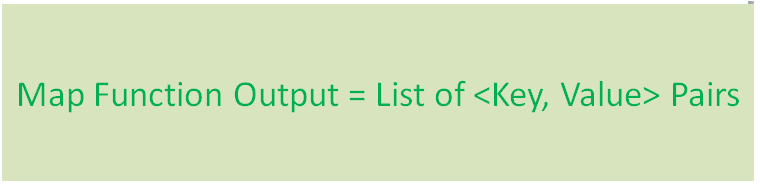 Map Function Output = List of <Key, Value> Pairs